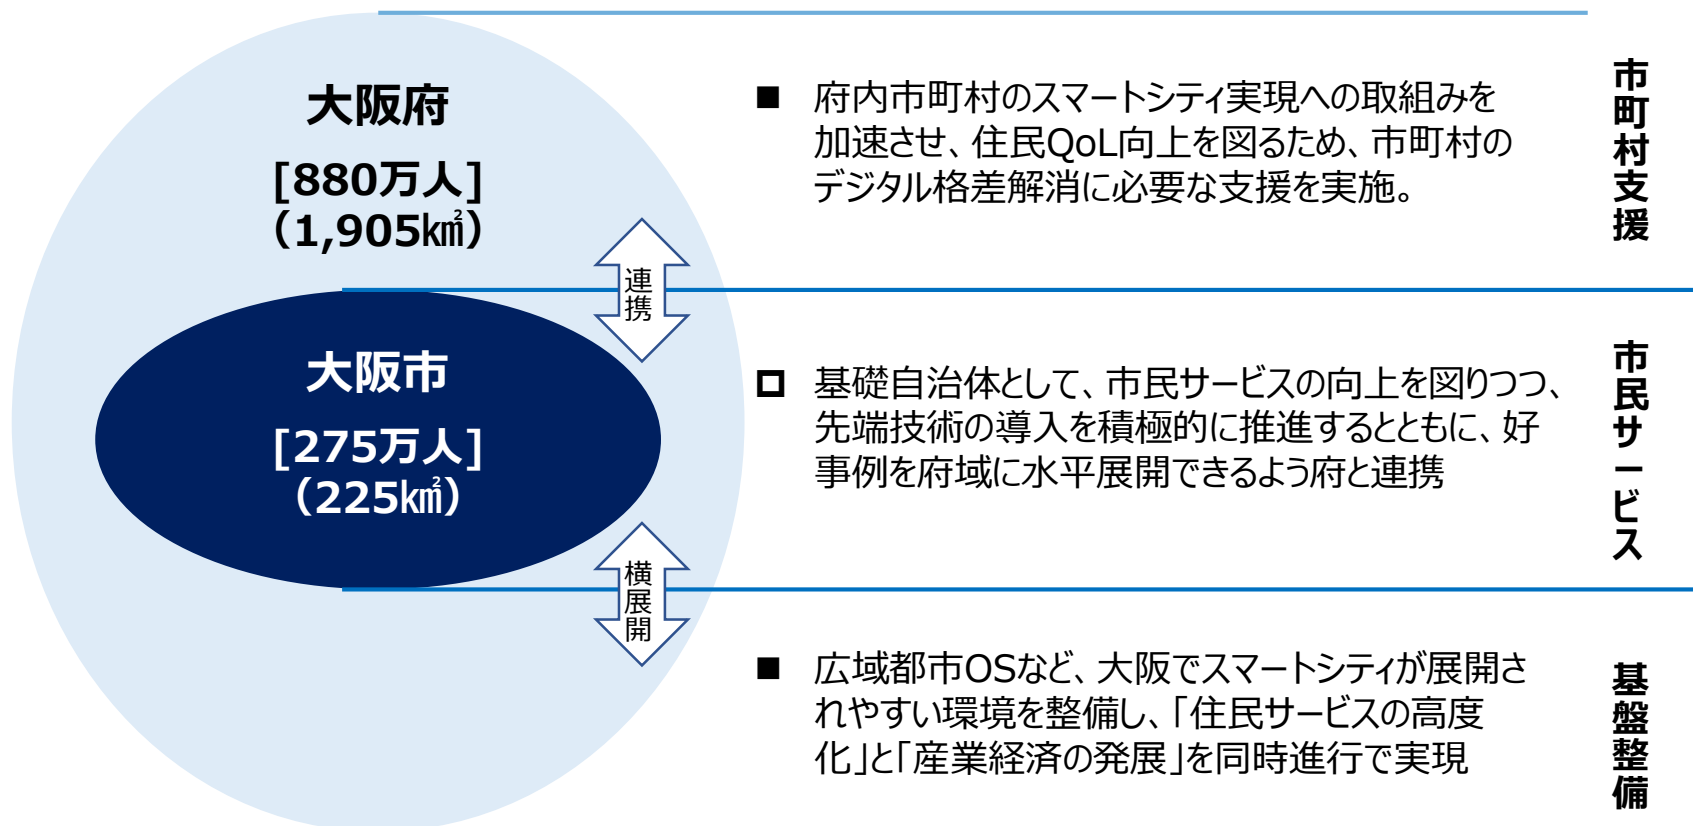 大阪府
[880万人]
（1,905㎢）
連携
大阪市
[275万人]
（225㎢）
横展開
■ 府内市町村のスマートシティ実現への取組みを
加速させ、住民QoL向上を図るため、市町村の
デジタル格差解消に必要な支援を実施。
市町村支援
□ 基礎自治体として、市民サービスの向上を図りつつ、
先端技術の導入を積極的に推進するとともに、好
事例を府域に水平展開できるよう府と連携
市民サービス
■ 広域都市OSなど、大阪でスマートシティが展開さ
れやすい環境を整備し、「住民サービスの高度
化」と「産業経済の発展」を同時進行で実現
基盤整備